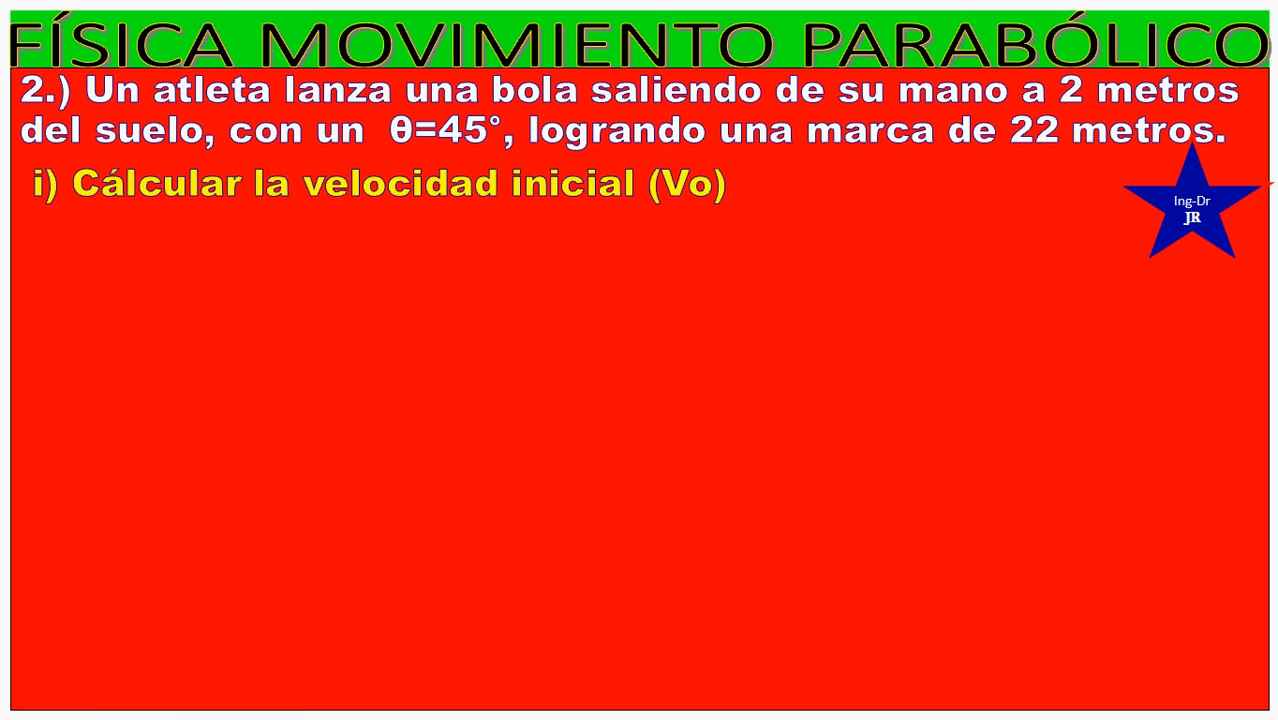 FÍSICA MOVIMIENTO PARABÓLICO
2.) Un atleta lanza una bola saliendo de su mano a 2 metros
del suelo, con un θ=45°, logrando una marca de 22 metros.
i) Cálcular la velocidad inicial (Vo)
Ing-Dr
JR